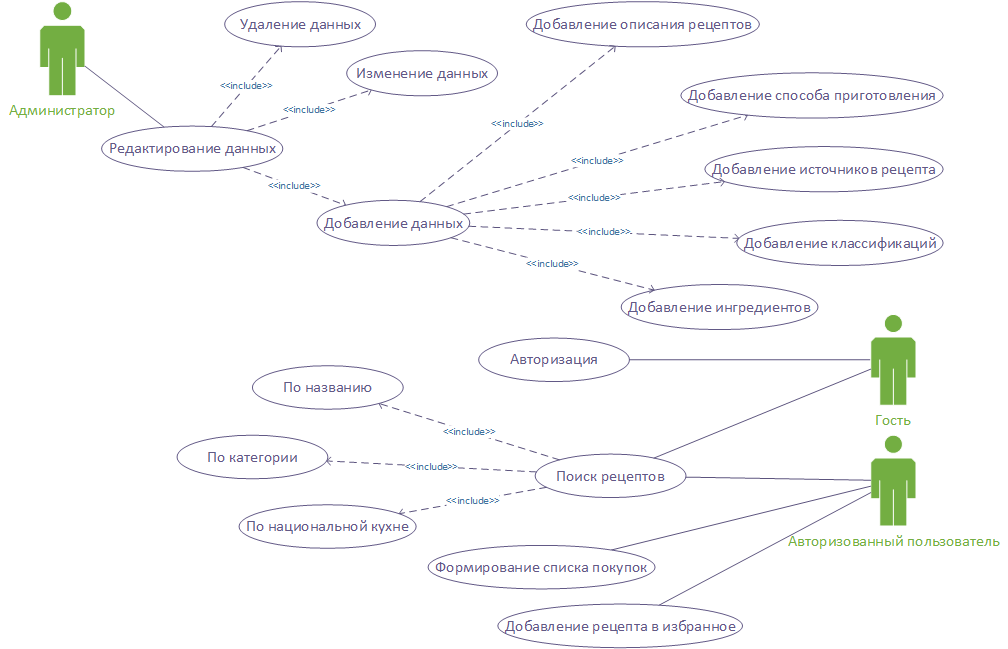 Удаление данных
Добавление описания рецептов
Изменение данных
<<include>>
Добавление способа приготовления
<<include>>
Администратор
<<include>>
Редактирование данных
<<include>>
<<include>>
Добавление источников рецепта
<<include>>
<<include>>
Добавление данных
<<include>>
Добавление классификаций
<<include>>
Добавление ингредиентов
Авторизация
По названию
Гость
<<include>>
По категории
<<include>>
Поиск рецептов
<<include>>
По национальной кухне
Авторизованный пользователь
Формирование списка покупок
Добавление рецепта в избранное